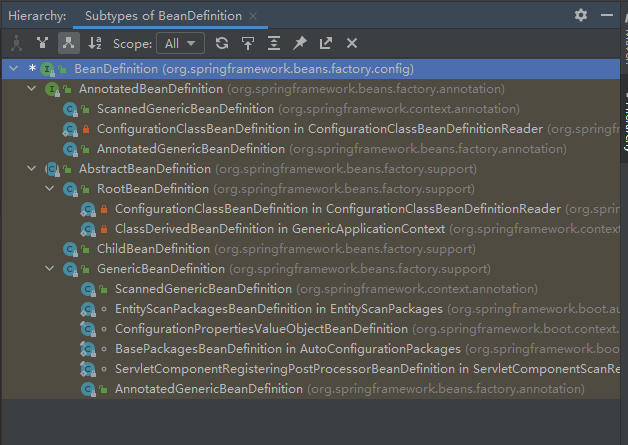 Hierarchy: Subtypes of BeanDefinition ×
Scope: All
* BeanDefinition (org.springframework.beans.factory.config)
AnnotatedBeanDefinition (org.springframework.beans.factory.annotation)
ScannedGenericBeanDefinition (org.springframework.context.annotation)
ConfigurationClassBeanDefinition in ConfigurationClassBeanDefinitionReader (org.springf
AnnotatedGenericBeanDefinition (org.springframework.beans.factory.annotation)
AbstractBeanDefinition (org.springframework.beans.factory.support)
RootBeanDefinition (org.springframework.beans.factory.support)
ConfigurationClassBeanDefinition in ConfigurationClassBeanDefinitionReader (org.sprin
ClassDerivedBeanDefinition in GenericApplicationContext (org.springframework.context
ChildBeanDefinition (org.springframework.beans.factory.support)
GenericBeanDefinition (org.springframework.beans.factory.support)
ScannedGenericBeanDefinition (org.springframework.context.annotation)
EntityScanPackagesBeanDefinition in EntityScanPackages (org.springframework.boot.au
ConfigurationPropertiesValueObjectBeanDefinition (org.springframework.boot.context.
BasePackagesBeanDefinition in AutoConfigurationPackages (org.springframework.boo
ServletComponentRegisteringPostProcessorBeanDefinition in ServletComponentScanRe
AnnotatedGenericBeanDefinition (org.springframework.beans.factory.annotation)